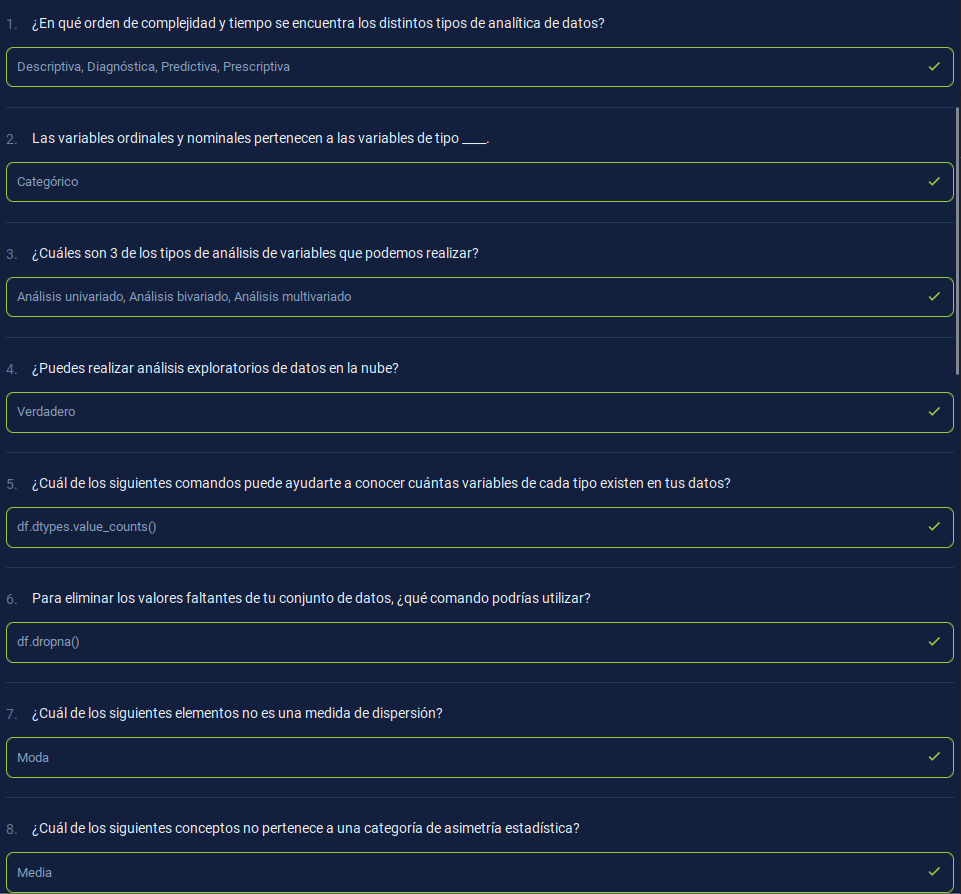 1. ¿En qué orden de complejidad y tiempo se encuentra los distintos tipos de analítica de datos?
Descriptiva, Diagnóstica, Predictiva, Prescriptiva
2. Las variables ordinales y nominales pertenecen a las variables de tipo ____.
Categórico
3. ¿Cuáles son 3 de los tipos de análisis de variables que podemos realizar?
Análisis univariado, Análisis bivariado, Análisis multivariado
4. ¿Puedes realizar análisis exploratorios de datos en la nube?
Verdadero
5. ¿Cuál de los siguientes comandos puede ayudarte a conocer cuántas variables de cada tipo existen en tus datos?
df.dtypes.value_counts()
6. Para eliminar los valores faltantes de tu conjunto de datos, ¿qué comando podrías utilizar?
df.dropna()
7. ¿Cuál de los siguientes elementos no es una medida de dispersión?
Moda
8. ¿Cuál de los siguientes conceptos no pertenece a una categoría de asimetría estadística?
Media